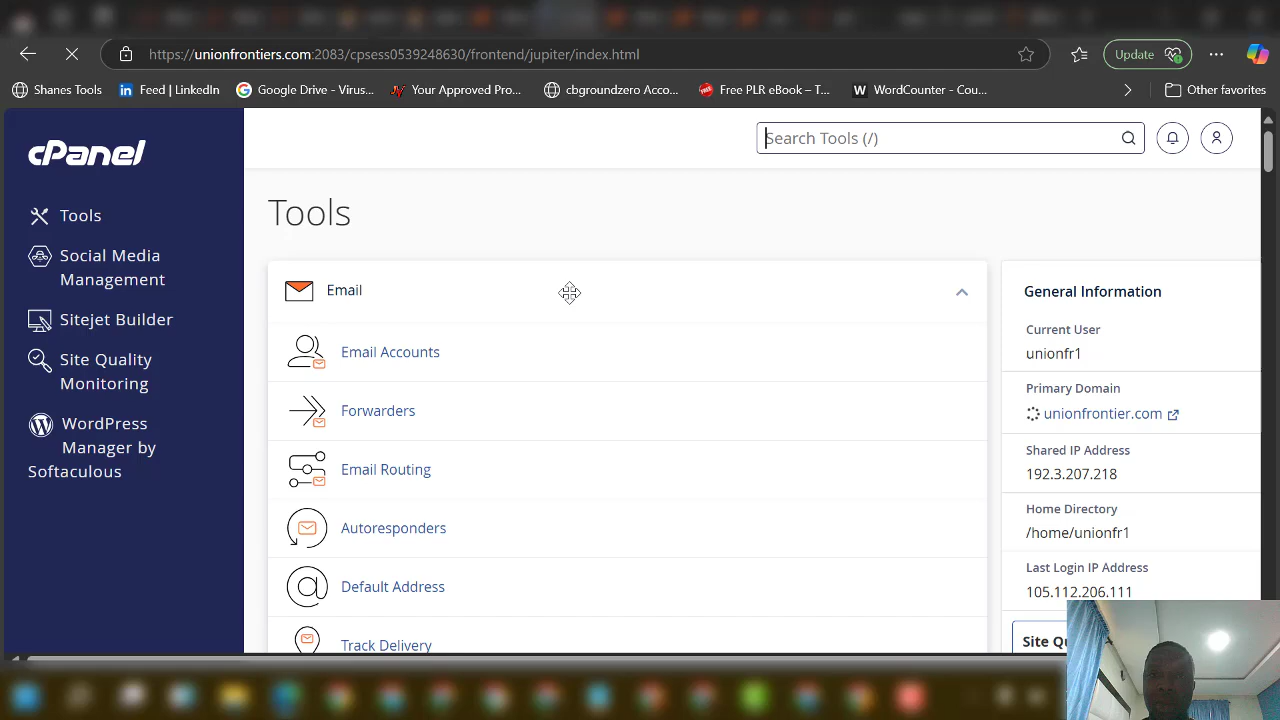 https://unionfrontiers.com:2083/cpsess0539248630/frontend/jupiter/index.html
Update
Shanes Tools
Feed | LinkedIn
Google Drive - Virus...
Your Approved Pro...
cbgroundzero Acco...
Free PLR eBook – T...
WordCounter - Cou...
Other favorites
cPanel
Search Tools (/)
Tools
Social Media
Management
Sitejet Builder
Site Quality
Monitoring
WordPress
Manager by
Softaculous
Tools
Email
Email Accounts
Forwarders
Email Routing
Autoresponders
Default Address
Track Delivery
General Information
Current User
unionfr1
Primary Domain
unionfrontier.com
Shared IP Address
192.3.207.218
Home Directory
/home/unionfr1
Last Login IP Address
105.112.206.111
Site Qu